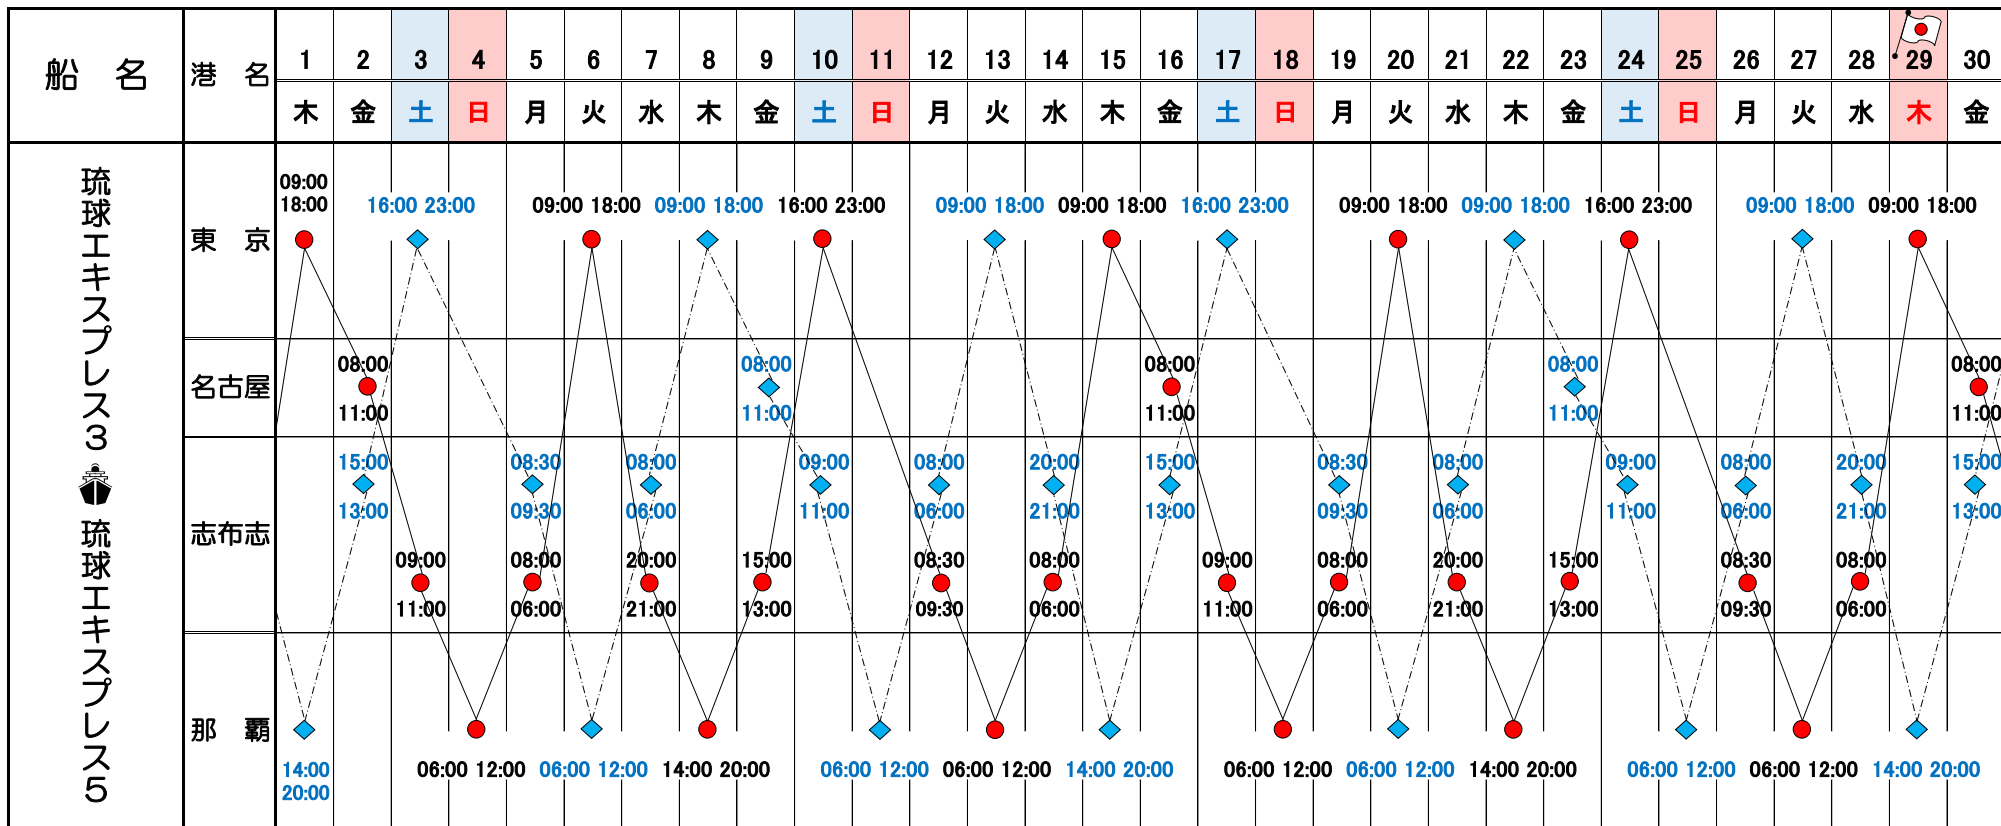 船 名
港 名
1 2 3 4 5 6 7 8 9 10 11 12 13 14 15 16 17 18 19 20 21 22 23 24 25 26 27 28 29 30
木 金 土 日 月 火 水 木 金 土 日 月 火 水 木 金 土 日 月 火 水 木 金 土 日 月 火 水 木 金
琉球エキスプレス3
琉球エキスプレス5
東 京
09:00
18:00 16:00 23:00 09:00 18:00 09:00 18:00 16:00 23:00 09:00 18:00 09:00 18:00 16:00 23:00 09:00 18:00 09:00 18:00 16:00 23:00 09:00 18:00 09:00 18:00
名古屋
08:00 08:00 08:00 08:00 08:00
11:00 11:00 11:00 11:00 11:00
志布志
15:00 08:30 08:00 09:00 08:00 20:00 15:00 08:30 08:00 09:00 08:00 20:00 15:00
13:00 09:30 06:00 11:00 06:00 21:00 13:00 09:30 06:00 11:00 06:00 21:00 13:00
09:00 08:00 20:00 15:00 08:30 08:00 09:00 08:00 20:00 15:00 08:30 08:00
11:00 06:00 21:00 13:00 09:30 06:00 11:00 06:00 21:00 13:00 09:30 06:00
那 覇
14:00 06:00 12:00 06:00 12:00 14:00 20:00 06:00 12:00 06:00 12:00 14:00 20:00 06:00 12:00 06:00 12:00 14:00 20:00 06:00 12:00 06:00 12:00 14:00 20:00
20:00